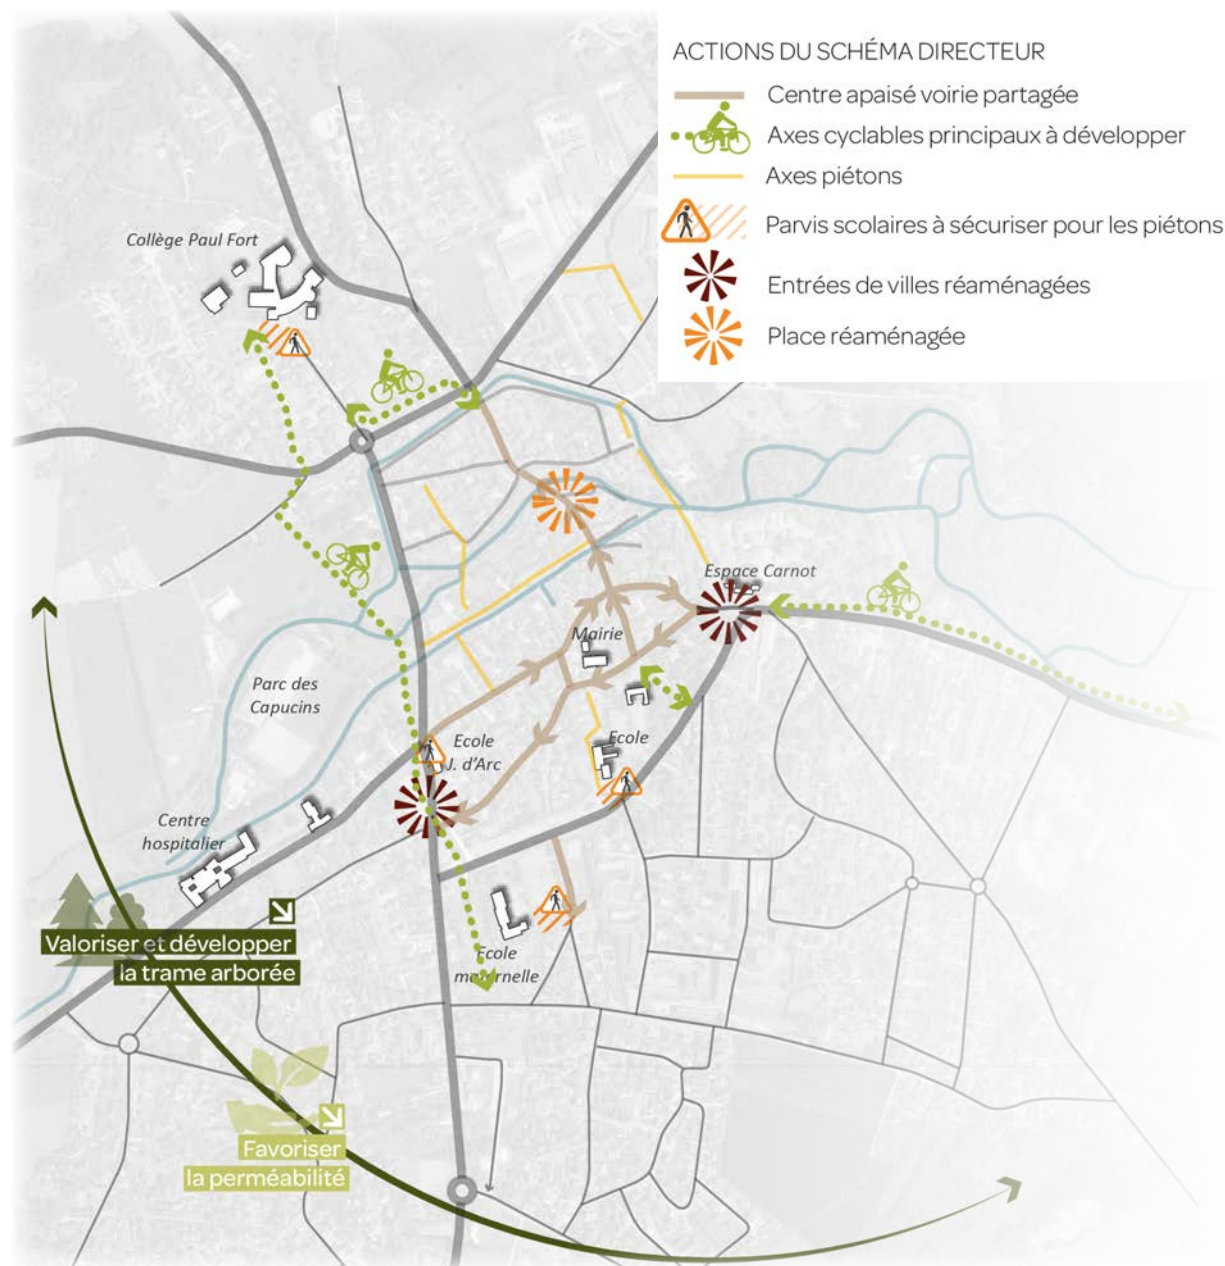 ACTIONS DU SCHÉMA DIRECTEUR
Centre apaisé voirie partagée
Axes cyclables principaux à développer
Axes piétons
Parvis scolaires à sécuriser pour les piétons
Entrées de villes réaménagées
Place réaménagée
Collège Paul Fort
Espace Carnot
Mairie
Parc des
Capucins
Ecole
J. d'Arc
Ecole
Centre
hospitalier
Valoriser et développer
la trame arborée
Ecole
maternelle
Favoriser
la perméabilité